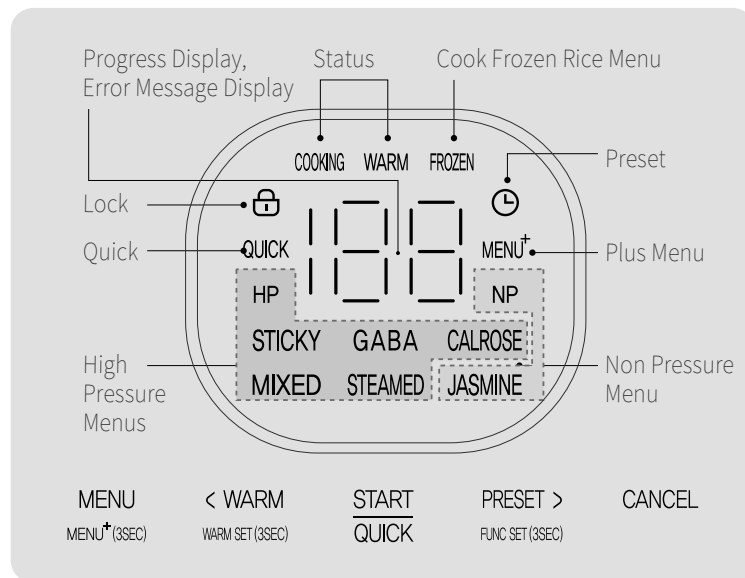 Progress Display,
Error Message Display
Status
Cook Frozen Rice Menu
COOKING WARM FROZEN
Preset
Lock
188
Quick
QUICK
MENU+
Plus Menu
HP
NP
STICKY GABA CALROSE
MIXED STEAMED JASMINE
High
Pressure
Menus
Non Pressure
Menu
MENU
MENU+ (3SEC)
< WARM
WARM SET (3SEC)
START
QUICK
PRESET >
FUNC SET (3SEC)
CANCEL